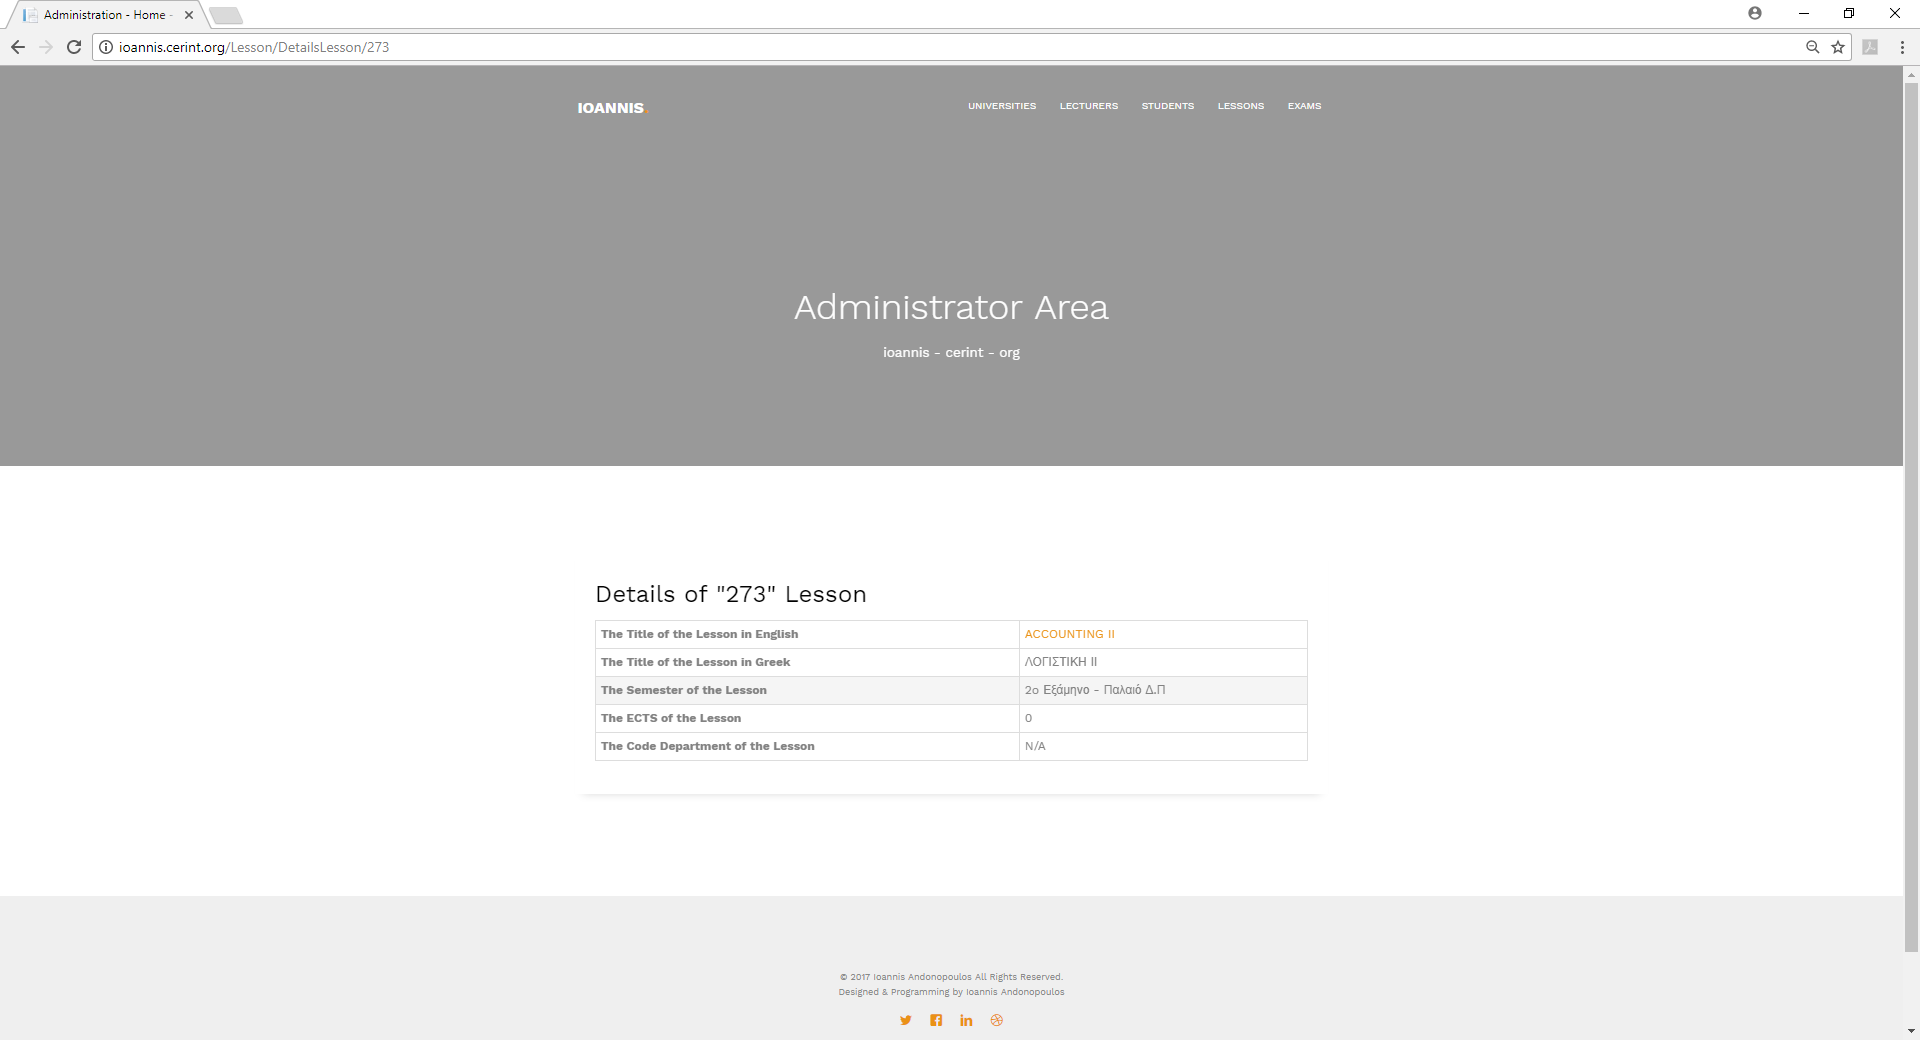 Administration - Home -
ioannis.cerint.org/Lesson/DetailsLesson/273
IOANNIS.
UNIVERSITIES LECTURERS STUDENTS LESSONS EXAMS
Administrator Area
ioannis - cerint - org
Details of "273" Lesson
The Title of the Lesson in English ACCOUNTING II
The Title of the Lesson in Greek ΛΟΓΙΣΤΙΚΗ ΙΙ
The Semester of the Lesson 2ο Εξάμηνο - Παλαιό Δ.Π
The ECTS of the Lesson 0
The Code Department of the Lesson N/A
© 2017 Ioannis Andonopoulos All Rights Reserved.
Designed & Programming by Ioannis Andonopoulos